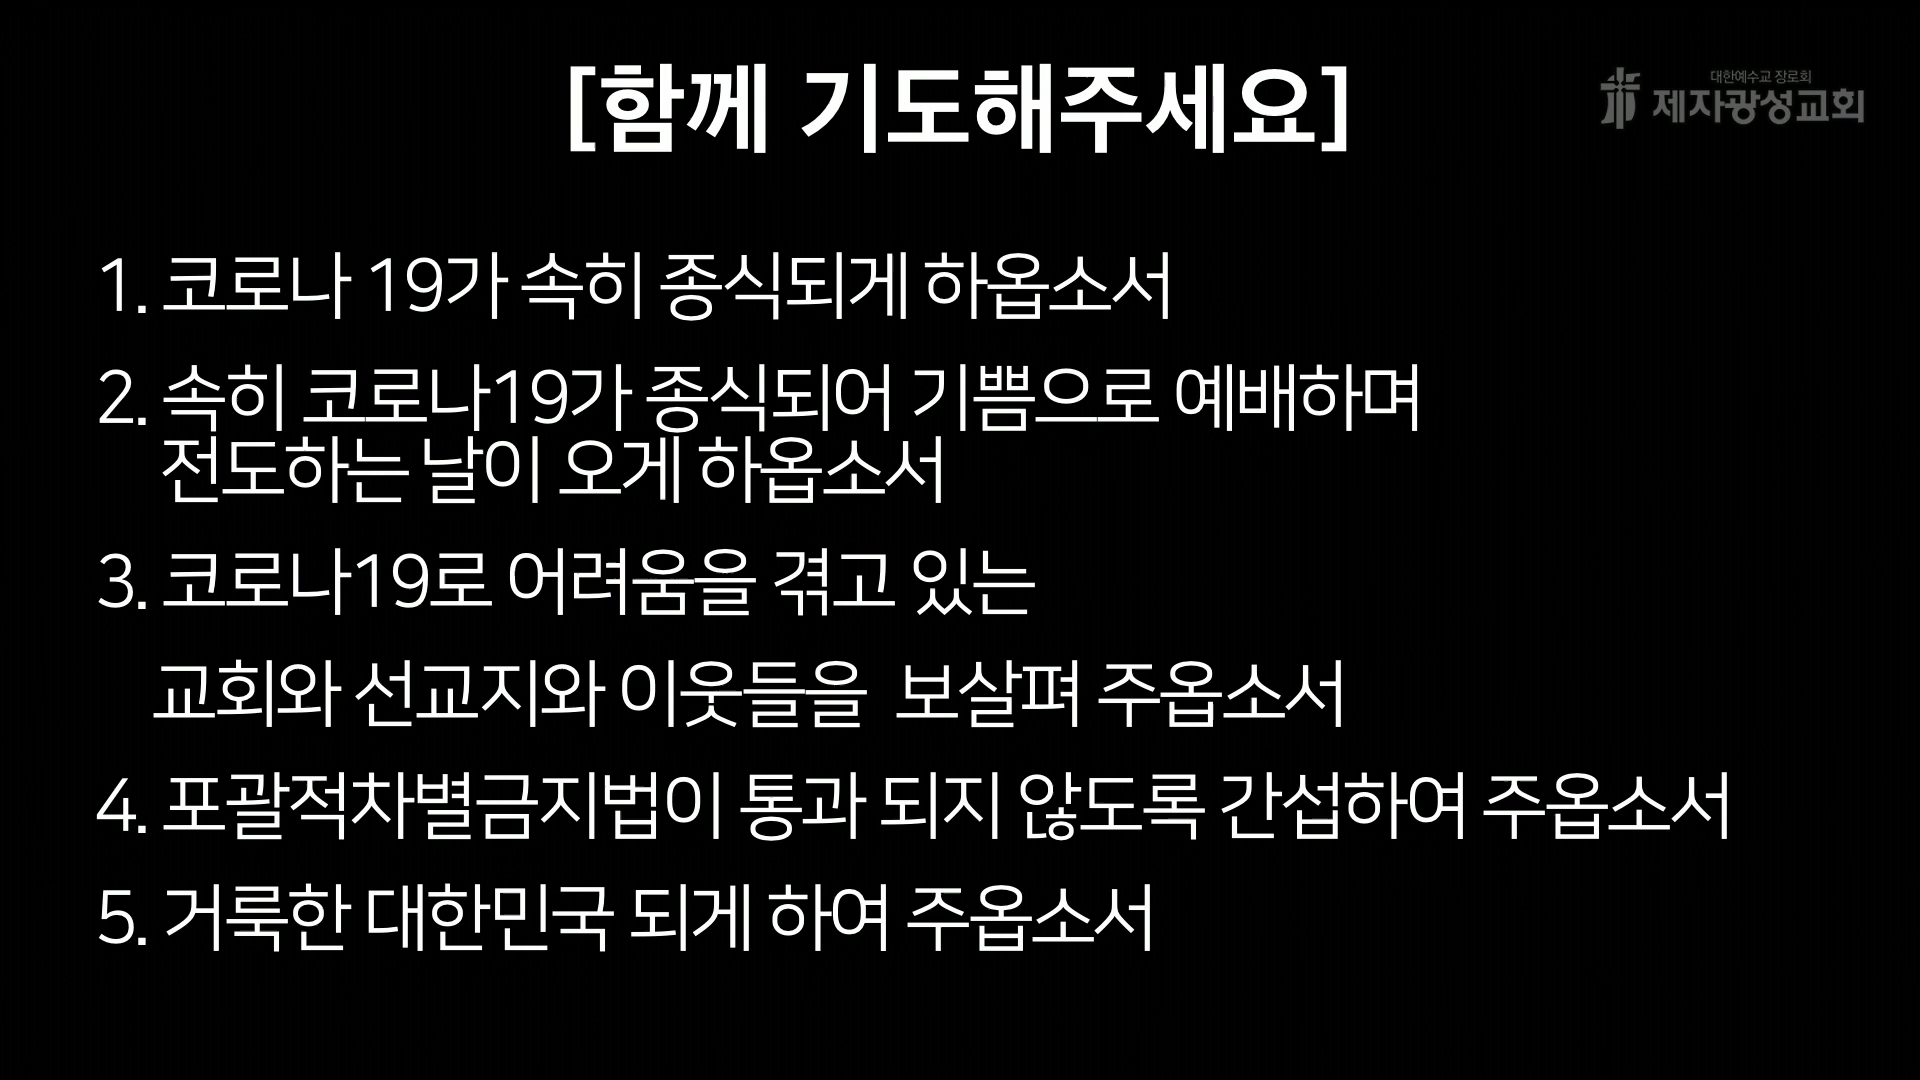 [함께 기도해주세요]
대한예수교 장로회
제자광성교회
1. 코로나 19가 속히 종식되게 하옵소서
2. 속히 코로나19가 종식되어 기쁨으로 예배하며
전도하는 날이 오게 하옵소서
3. 코로나19로 어려움을 겪고 있는
교회와 선교지와 이웃들을 보살펴 주옵소서
4. 포괄적차별금지법이 통과 되지 않도록 간섭하여 주옵소서
5. 거룩한 대한민국 되게 하여 주옵소서